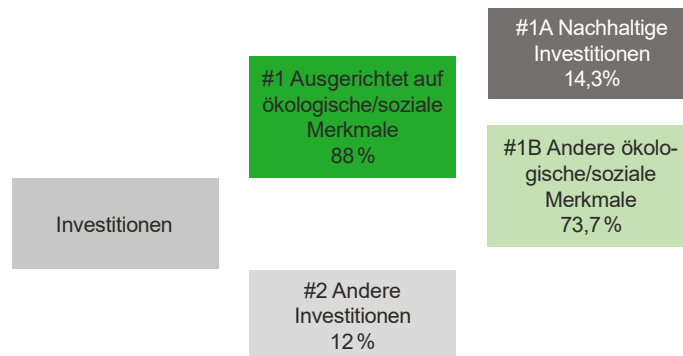 Investitionen
#1 Ausgerichtet auf
ökologische/soziale
Merkmale
88 %
#2 Andere
Investitionen
12 %
#1A Nachhaltige
Investitionen
14,3%
#1B Andere ökolo-
gische/soziale
Merkmale
73,7 %